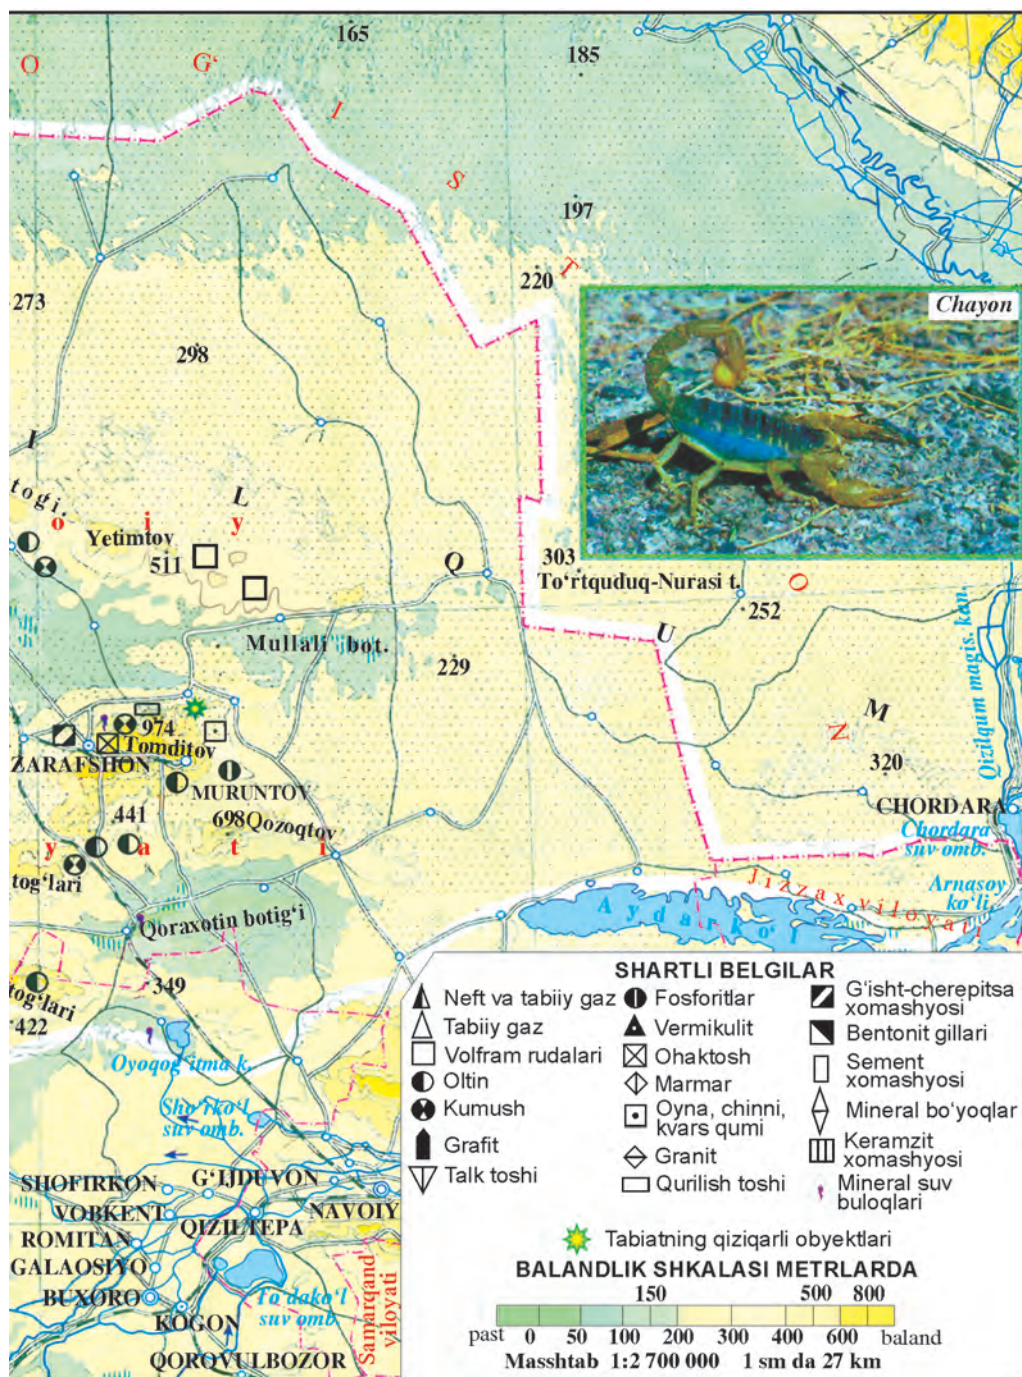 165
O G‘ I S T O N
185
197
220
273
298
Chayon
I L Q U M
togi.
o i y
Yetimtov
511
303
To‘rtquduq-Nurasi t.
252
Mullali bot.
229
Qizilqum magis. kan.
974
Tomditov
ZARAFSHON
MURUNTOV
320
CHORDARA
Chordara
suv omb.
441
698 Qozoqtov
y a t i
tog‘lari
Jizzax viloyati
Arnasoy
ko‘li
Aydarko‘l
Qoraxotin botig‘i
349
tog‘lari
422
Oyoqog‘itma k.
Sho‘rko‘l
suv omb.
SHOFIRKON
G‘IJDUVON
VOBKENT
NAVOIY
QIZILTEPA
ROMITAN
GALAOSIYO
BUXORO
To‘dako‘l
suv omb.
KOGON
QOROVULBOZOR
Samarqand
viloyati
SHARTLI BELGILAR
Neft va tabiiy gaz
Tabiiy gaz
Volfram rudalari
Oltin
Kumush
Grafit
Talk toshi
Fosforitlar
Vermikulit
Ohaktosh
Marmar
Oyna, chinni,
kvars qumi
Granit
Qurilish toshi
G‘isht-cherepitsa
xomashyosi
Bentonit gillari
Sement
xomashyosi
Mineral bo‘yoqlar
Keramzit
xomashyosi
Mineral suv
buloqlari
Tabiatning qiziqarli obyektlari
BALANDLIK SHKALASI METRLARDA
150 500 800
past 0 50 100 200 300 400 600 baland
Masshtab 1:2 700 000 1 sm da 27 km